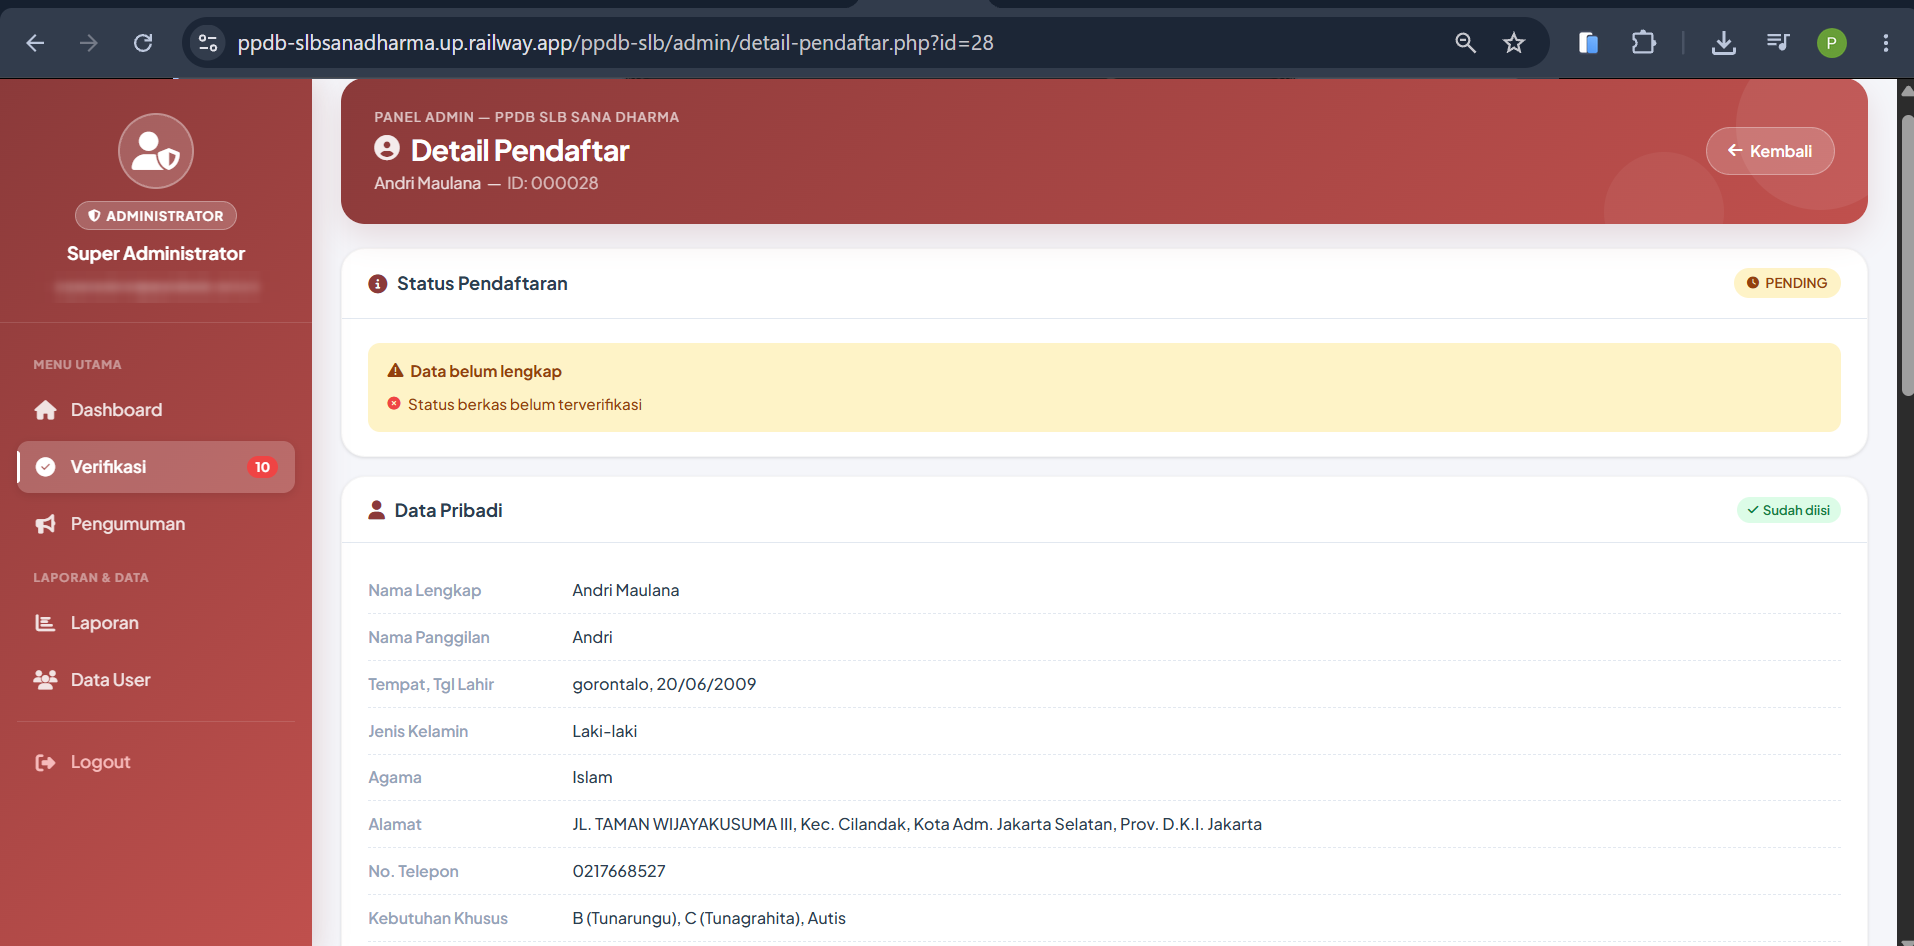 ppdb-slbsanadharma.up.railway.app/ppdb-slb/admin/detail-pendaftar.php?id=28
P
ADMINISTRATOR
Super Administrator
MENU UTAMA
Dashboard
Verifikasi 10
Pengumuman
LAPORAN & DATA
Laporan
Data User
Logout
PANEL ADMIN — PPDB SLB SANA DHARMA
Detail Pendaftar
Andri Maulana — ID: 000028
Kembali
Status Pendaftaran
PENDING
Data belum lengkap
Status berkas belum terverifikasi
Data Pribadi
Sudah diisi
Nama Lengkap Andri Maulana
Nama Panggilan Andri
Tempat, Tgl Lahir gorontalo, 20/06/2009
Jenis Kelamin Laki-laki
Agama Islam
Alamat JL. TAMAN WIJAYAKUSUMA III, Kec. Cilandak, Kota Adm. Jakarta Selatan, Prov. D.K.I. Jakarta
No. Telepon 0217668527
Kebutuhan Khusus B (Tunarungu), C (Tunagrahita), Autis